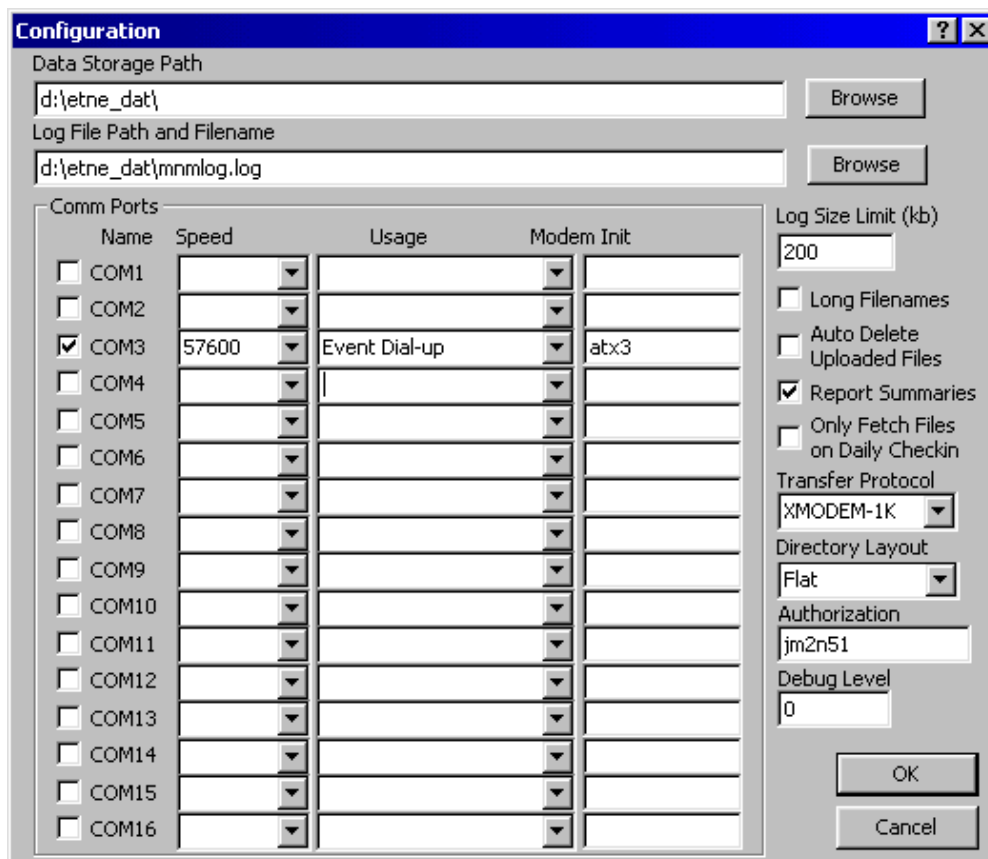 Configuration
Data Storage Path
d:\etne_dat\ Browse
Log File Path and Filename
d:\etne_dat\mnmlog.log Browse
Comm Ports
Name Speed Usage Modem Init
COM1
COM2
COM3 57600 Event Dial-up atx3
COM4
COM5
COM6
COM7
COM8
COM9
COM10
COM11
COM12
COM13
COM14
COM15
COM16
Log Size Limit (kb)
200
Long Filenames
Auto Delete
Uploaded Files
Report Summaries
Only Fetch Files
on Daily Checkin
Transfer Protocol
XMODEM-1K
Directory Layout
Flat
Authorization
jm2n51
Debug Level
0
OK
Cancel